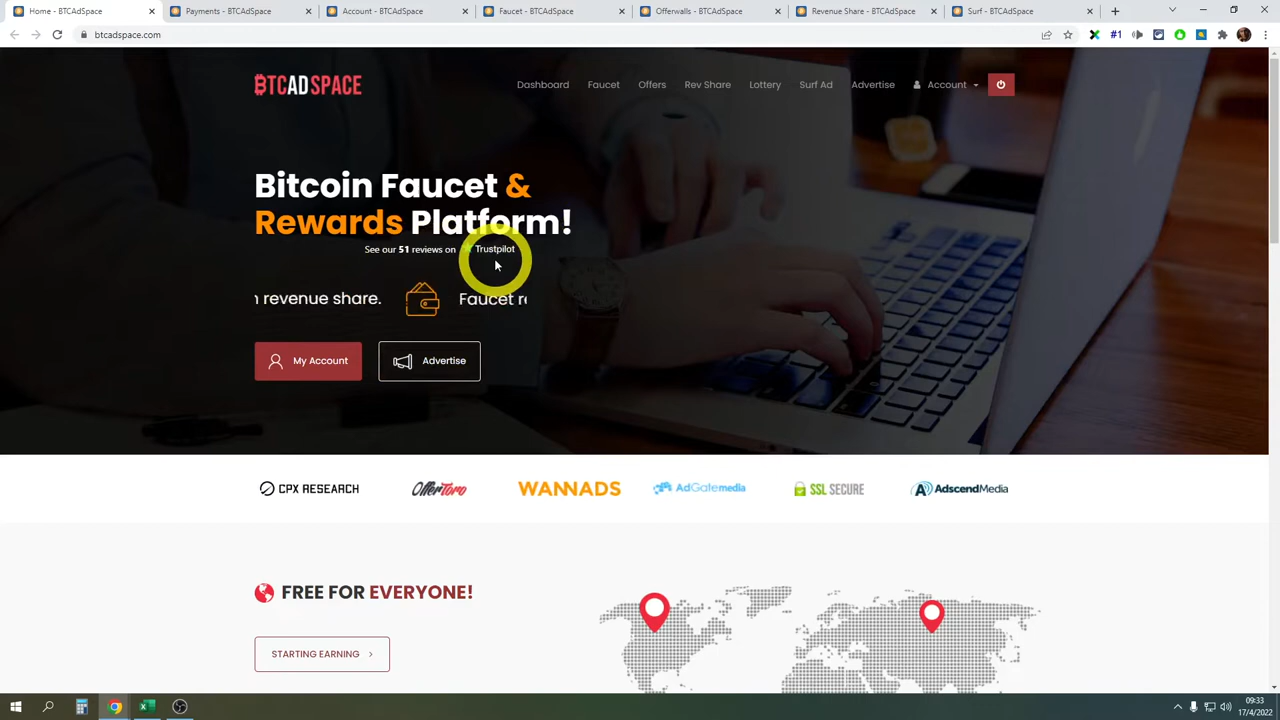 Home - BTCAdSpace
Payments - BTCAdSpace
Account - BTCAdSpace
Faucet - BTCAdSpace
Offerwalls - BTCAdSpace
Revenue Share - BTCAdSpace
Surf - BTCAdSpace
btcadspace.com
#1
BTCADSPACE
Dashboard
Faucet
Offers
Rev Share
Lottery
Surf Ad
Advertise
Account
Bitcoin Faucet &
Rewards Platform!
See our 51 reviews on Trustpilot
n revenue share.
Faucet r
My Account
Advertise
CPX RESEARCH
OfferToro
WANNADS
AdGatemedia
SSL SECURE
AdscendMedia
FREE FOR EVERYONE!
STARTING EARNING >
09:33
17/4/2022